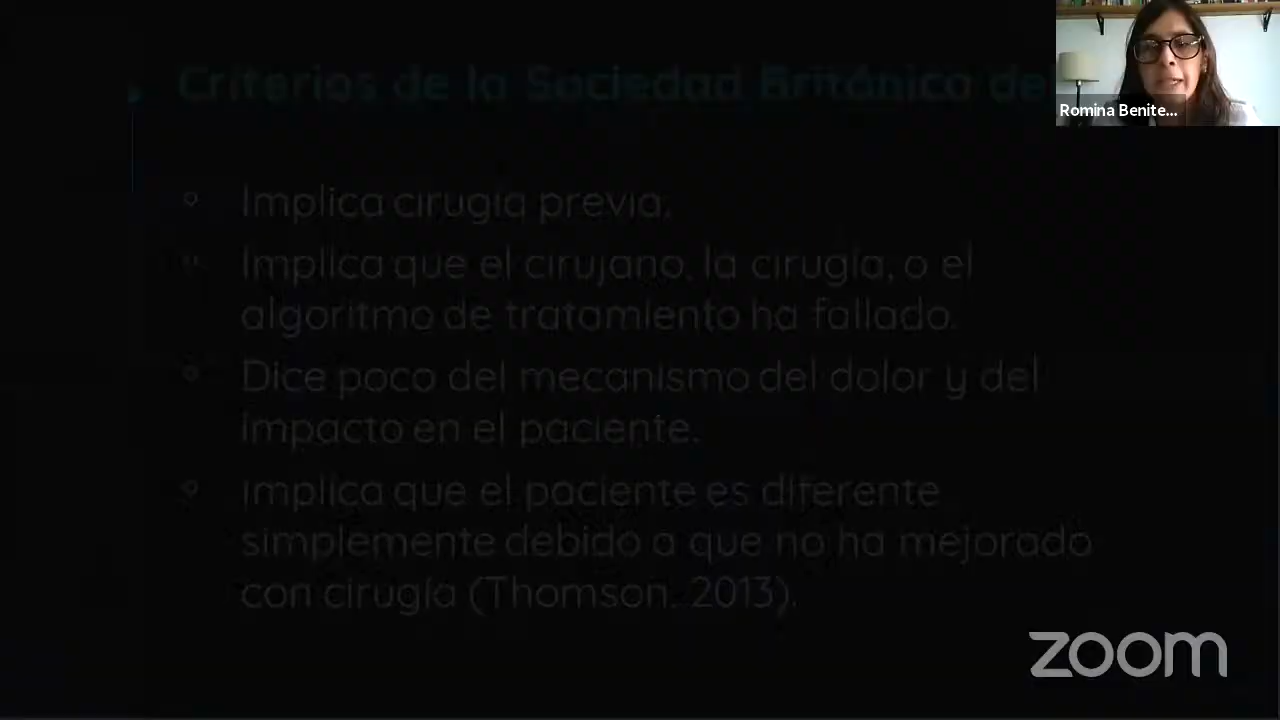 Criterios de la Sociedad Británica de
Romina Benite...
Implica cirugía previa.
Implica que el cirujano, la cirugía, o el
algoritmo de tratamiento ha fallado.
Dice poco del mecanismo del dolor y del
impacto en el paciente.
Implica que el paciente es diferente
simplemente debido a que no ha mejorado
con cirugía (Thomson. 2013).
zoom